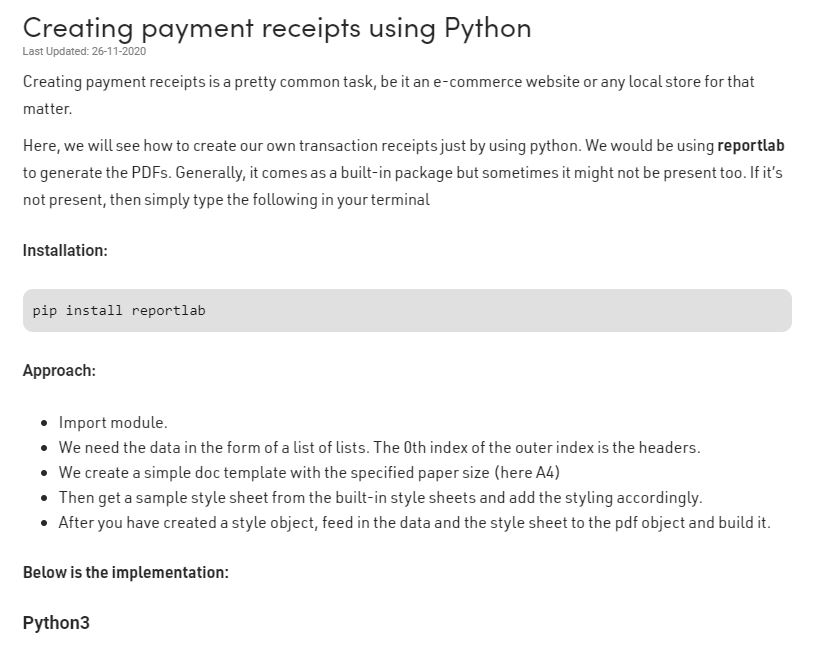 Creating payment receipts using Python
Last Updated: 26-11-2020
Creating payment receipts is a pretty common task, be it an e-commerce website or any local store for that
matter.
Here, we will see how to create our own transaction receipts just by using python. We would be using reportlab
to generate the PDFs. Generally, it comes as a built-in package but sometimes it might not be present too. If it's
not present, then simply type the following in your terminal
Installation:
pip install reportlab
Approach:
• Import module.
• We need the data in the form of a list of lists. The 0th index of the outer index is the headers.
• We create a simple doc template with the specified paper size (here A4)
• Then get a sample style sheet from the built-in style sheets and add the styling accordingly.
• After you have created a style object, feed in the data and the style sheet to the pdf object and build it.
Below is the implementation:
Python3